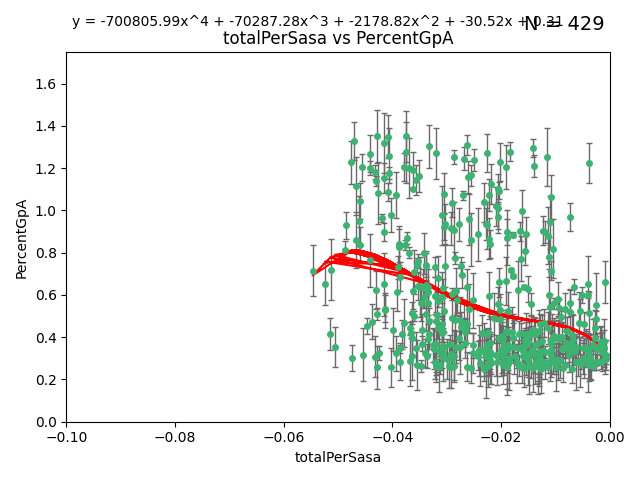 y = -700805.99x^4 + -70287.28x^3 + -2178.82x^2 + -30.52x + 0.31
N = 429
totalPerSasa vs PercentGpA
PercentGpA
1.6
1.4
1.2
1.0
0.8
0.6
0.4
0.2
0.0
−0.10 −0.08 −0.06 −0.04 −0.02 0.00
totalPerSasa